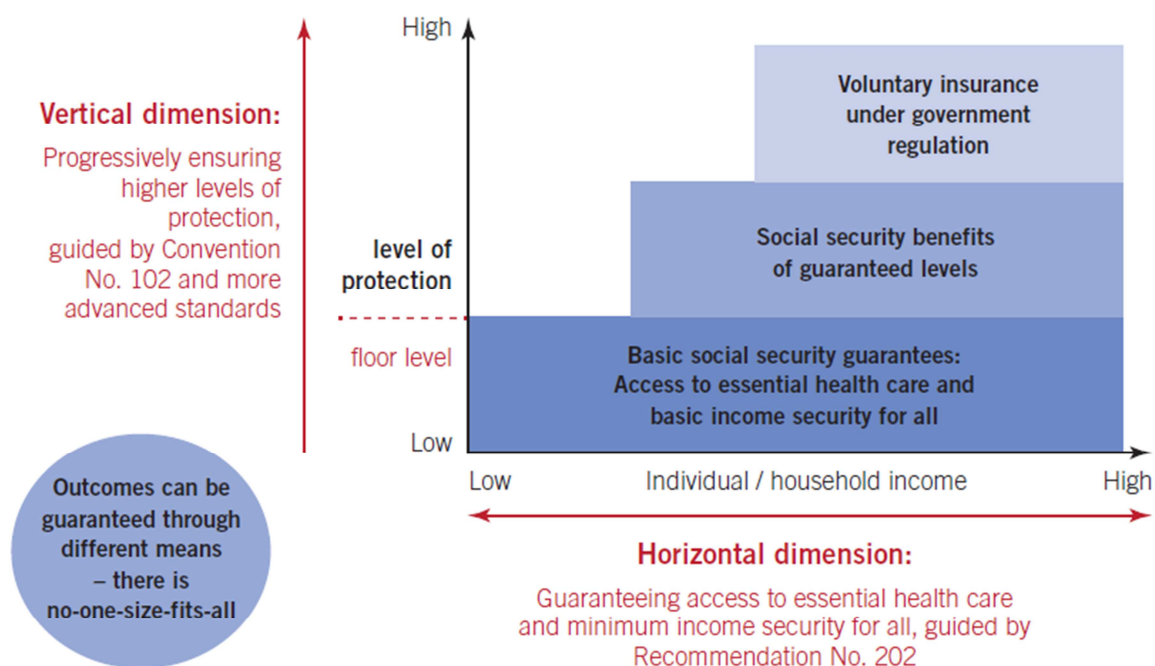 High
Vertical dimension:
Progressively ensuring
higher levels of
protection,
guided by Convention
No. 102 and more
advanced standards
level of
protection
floor level
Low
Voluntary insurance
under government
regulation
Social security benefits
of guaranteed levels
Basic social security guarantees:
Access to essential health care and
basic income security for all
Low
Individual / household income
High
Outcomes can be
guaranteed through
different means
– there is
no-one-size-fits-all
Horizontal dimension:
Guaranteeing access to essential health care
and minimum income security for all, guided by
Recommendation No. 202